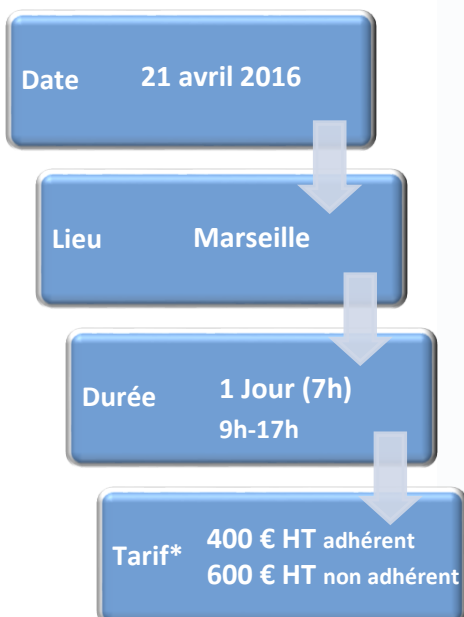 Date 21 avril 2016
Lieu Marseille
Durée 1 Jour (7h)
9h-17h
Tarif* 400 € HT adhérent
600 € HT non adhérent